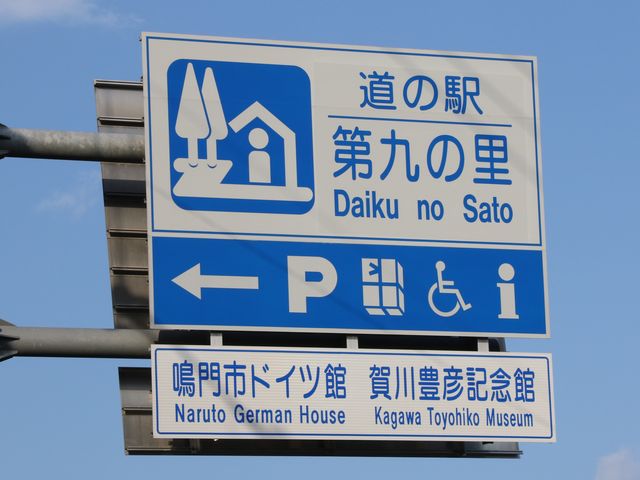 道の駅
第九の里
Daiku no Sato
P
鳴門市ドイツ館 賀川豊彦記念館
Naruto German House Kagawa Toyohiko Museum